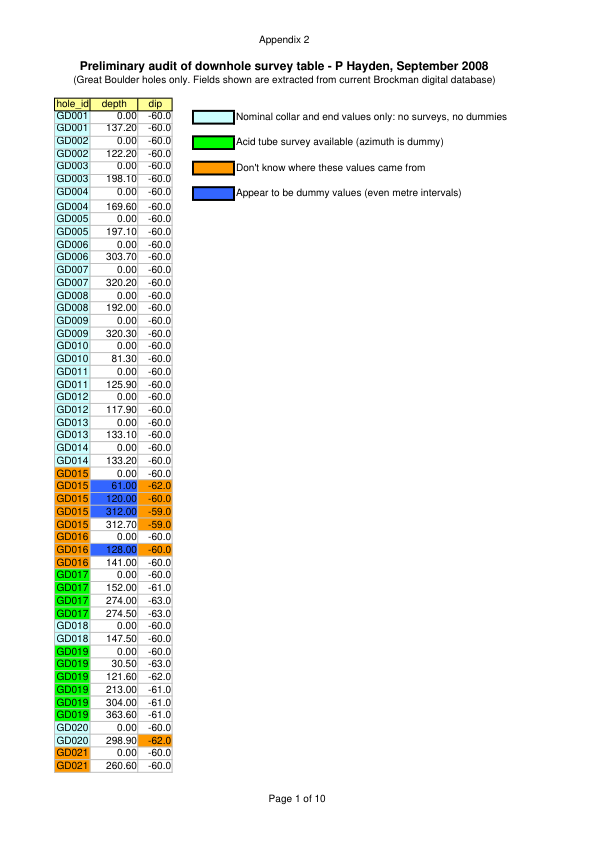 Appendix 2
Preliminary audit of downhole survey table - P Hayden, September 2008
(Great Boulder holes only. Fields shown are extracted from current Brockman digital database)
hole_id depth dip
GD001 0.00 -60.0 Nominal collar and end values only: no surveys, no dummies
GD001 137.20 -60.0
GD002 0.00 -60.0 Acid tube survey available (azimuth is dummy)
GD002 122.20 -60.0
GD003 0.00 -60.0 Don't know where these values came from
GD003 198.10 -60.0
GD004 0.00 -60.0 Appear to be dummy values (even metre intervals)
GD004 169.60 -60.0
GD005 0.00 -60.0
GD005 197.10 -60.0
GD006 0.00 -60.0
GD006 303.70 -60.0
GD007 0.00 -60.0
GD007 320.20 -60.0
GD008 0.00 -60.0
GD008 192.00 -60.0
GD009 0.00 -60.0
GD009 320.30 -60.0
GD010 0.00 -60.0
GD010 81.30 -60.0
GD011 0.00 -60.0
GD011 125.90 -60.0
GD012 0.00 -60.0
GD012 117.90 -60.0
GD013 0.00 -60.0
GD013 133.10 -60.0
GD014 0.00 -60.0
GD014 133.20 -60.0
GD015 0.00 -60.0
GD015 61.00 -62.0
GD015 120.00 -60.0
GD015 312.00 -59.0
GD015 312.70 -59.0
GD016 0.00 -60.0
GD016 128.00 -60.0
GD016 141.00 -60.0
GD017 0.00 -60.0
GD017 152.00 -61.0
GD017 274.00 -63.0
GD017 274.50 -63.0
GD018 0.00 -60.0
GD018 147.50 -60.0
GD019 0.00 -60.0
GD019 30.50 -63.0
GD019 121.60 -62.0
GD019 213.00 -61.0
GD019 304.00 -61.0
GD019 363.60 -61.0
GD020 0.00 -60.0
GD020 298.90 -62.0
GD021 0.00 -60.0
GD021 260.60 -60.0
Page 1 of 10